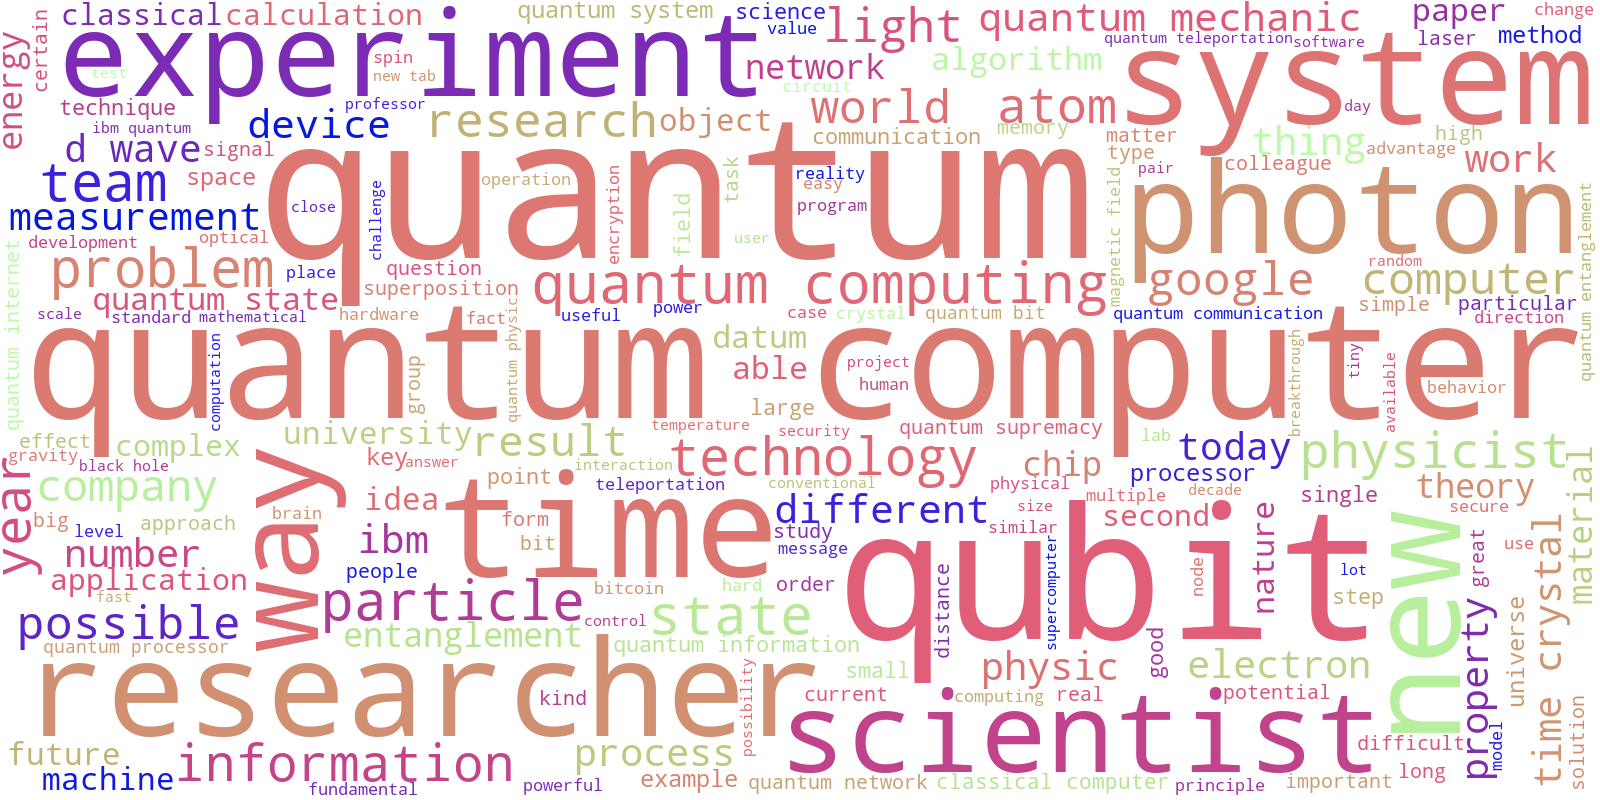 classical
calculation
quantum system
science
value
light
quantum mechanic
paper
change
certain
energy
experiment
spin
new tab
test
network
algorithm
quantum teleportation
software
laser
method
system
technique
professor
circuit
world
atom
day
ibm quantum
device
research
object
communication
memory
matter
thing
high
advantage
d wave
signal
type
colleague
work
team
space
quantum
operation
encryption
task
reality
easy
program
pair
photon
measurement
close
challenge
field
user
magnetic field
quantum entanglement
development
optical
problem
place
question
superposition
quantum computing
google
random
computer
quantum internet
quantum state
scale
standard
mathematical
hardware
quantum physic
fact
useful
power
case
crystal
quantum bit
quantum communication
simple
particular
direction
quantum computer
computation
group
datum
able
project
human
large
breakthrough
tiny
available
behavior
effect
gravity
complex
university
result
temperature
security
quantum supremacy
lab
today
physicist
black hole
key
answer
interaction
technology
chip
processor
material
year
company
way
point
teleportation
conventional
physical
multiple
decade
single
theory
secure
big
level
approach
brain
idea
time
form
bit
different
size
second
similar
number
ibm
study
message
supercomputer
qubit
node
nature
new
great
use
application
people
fast
particle
bitcoin
hard
order
distance
lot
step
time crystal
possible
control
state
entanglement
quantum processor
quantum information
good
property
universe
researcher
possibility
small
physic
electron
kind
current
computing
real
potential
scientist
model
solution
future
information
process
difficult
machine
fundamental
powerful
example
quantum network
classical computer
principle
important
long